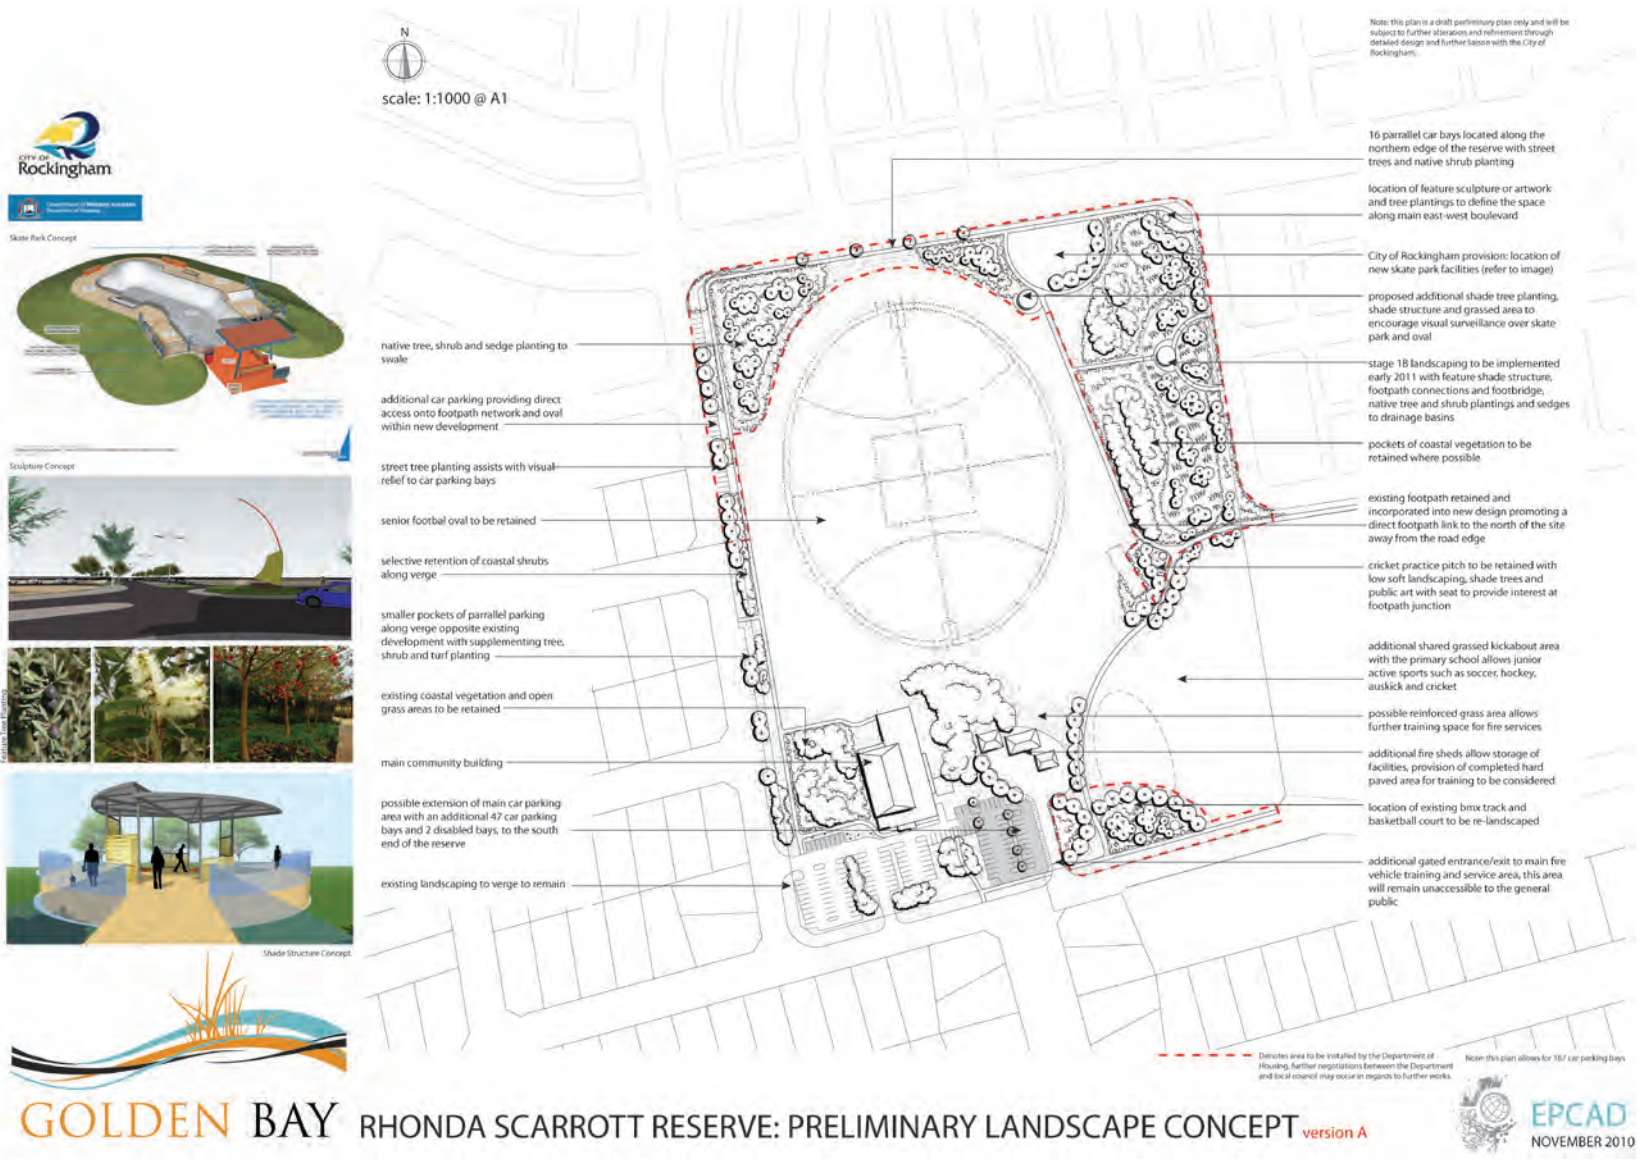 Note: this plan is a draft perliminary plan only and will be
subject to further alteration and refinement through
detailed design and further liaison with the City of
Rockingham.
N
scale: 1:1000 @ A1
CITY OF
Rockingham
Skate Park Concept
Sculpture Concept
Feature Tree Planting
Shade Structure Concept
native tree, shrub and sedge planting to
swale
additional car parking providing direct
access onto footpath network and oval
within new development
street tree planting assists with visual
relief to car parking bays
senior footbal oval to be retained
selective retention of coastal shrubs
along verge
smaller pockets of parrallel parking
along verge opposite existing
development with supplementing tree,
shrub and turf planting
existing coastal vegetation and open
grass areas to be retained
main community building
possible extension of main car parking
area with an additional 47 car parking
bays and 2 disabled bays, to the south
end of the reserve
existing landscaping to verge to remain
16 parrallel car bays located along the
northern edge of the reserve with street
trees and native shrub planting
location of feature sculpture or artwork
and tree plantings to define the space
along main east-west boulevard
City of Rockingham provision: location of
new skate park facilities (refer to image)
proposed additional shade tree planting,
shade structure and grassed area to
encourage visual surveillance over skate
park and oval
stage 1B landscaping to be implemented
early 2011 with feature shade structure,
footpath connections and footbridge,
native tree and shrub plantings and sedges
to drainage basins
pockets of coastal vegetation to be
retained where possible
existing footpath retained and
incorporated into new design promoting a
direct footpath link to the north of the site
away from the road edge
cricket practice pitch to be retained with
low soft landscaping, shade trees and
public art with seat to provide interest at
footpath junction
additional shared grassed kickabout area
with the primary school allows junior
active sports such as soccer, hockey,
auskick and cricket
possible reinforced grass area allows
further training space for fire services
additional fire sheds allow storage of
facilities, provision of completed hard
paved area for training to be considered
location of existing bmx track and
basketball court to be re-landscaped
additional gated entrance/exit to main fire
vehicle training and service area, this area
will remain unaccessible to the general
public
Denotes area to be installed by the Department of
Housing, further negotiations between the Department
and local council may occur in regards to further works.
Note: this plan allows for 167 car parking bays
GOLDEN BAY RHONDA SCARROTT RESERVE: PRELIMINARY LANDSCAPE CONCEPT version A
EPCAD
NOVEMBER 2010